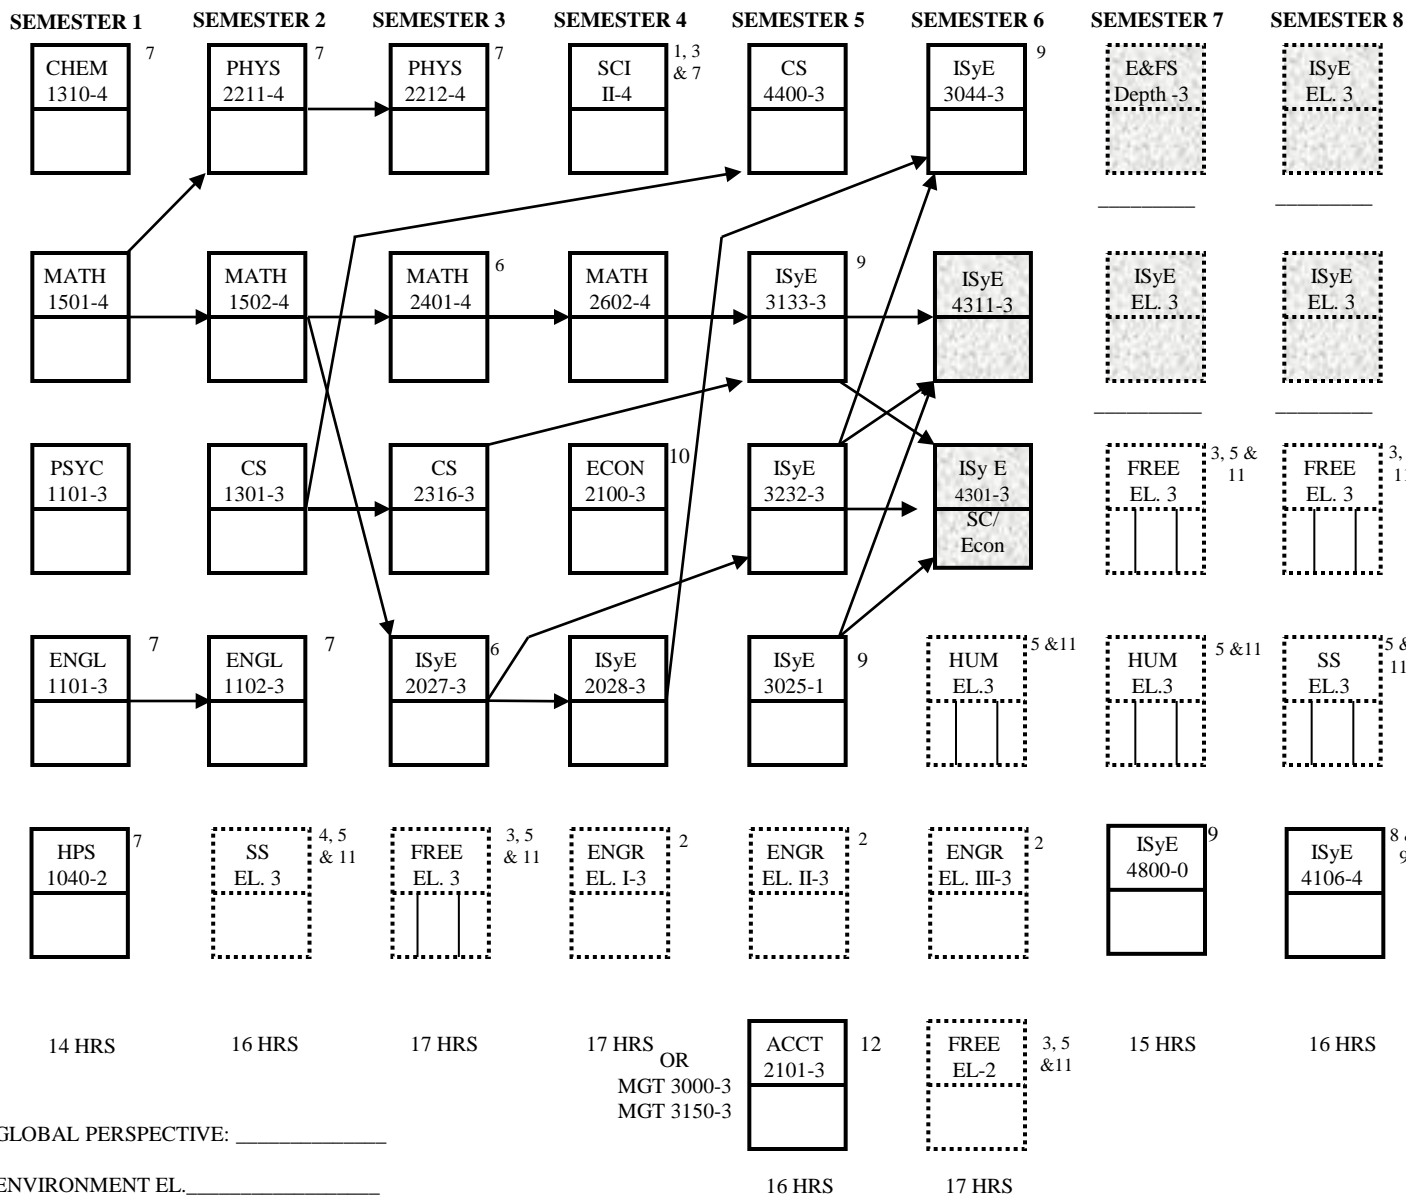 SEMESTER 1
SEMESTER 2
SEMESTER 3
SEMESTER 4
SEMESTER 5
SEMESTER 6
SEMESTER 7
SEMESTER 8
CHEM
1310-4
7
PHYS
2211-4
7
PHYS
2212-4
7
SCI
II-4
1, 3
& 7
CS
4400-3
ISyE
3044-3
9
E&FS
Depth -3
ISyE
EL. 3
MATH
1501-4
MATH
1502-4
MATH
2401-4
6
MATH
2602-4
ISyE
3133-3
9
ISyE
4311-3
ISyE
EL. 3
ISyE
EL. 3
PSYC
1101-3
CS
1301-3
CS
2316-3
ECON
2100-3
10
ISyE
3232-3
ISy E
4301-3
SC/
Econ
FREE
EL. 3
3, 5 &
11
FREE
EL. 3
3,
ENGL
1101-3
7
ENGL
1102-3
7
ISyE
2027-3
6
ISyE
2028-3
ISyE
3025-1
9
HUM
EL.3
5 &11
HUM
EL.3
5 &11
SS
EL.3
5
11
HPS
1040-2
7
SS
EL. 3
4, 5
& 11
FREE
EL. 3
3, 5
& 11
ENGR
EL. I-3
2
ENGR
EL. II-3
2
ENGR
EL. III-3
2
ISyE
4800-0
9
ISyE
4106-4
8
9
14 HRS
16 HRS
17 HRS
17 HRS
OR
MGT 3000-3
MGT 3150-3
ACCT
2101-3
12
FREE
EL-2
3, 5
&11
15 HRS
16 HRS
GLOBAL PERSPECTIVE: ______________
ENVIRONMENT EL.__________________
16 HRS
17 HRS